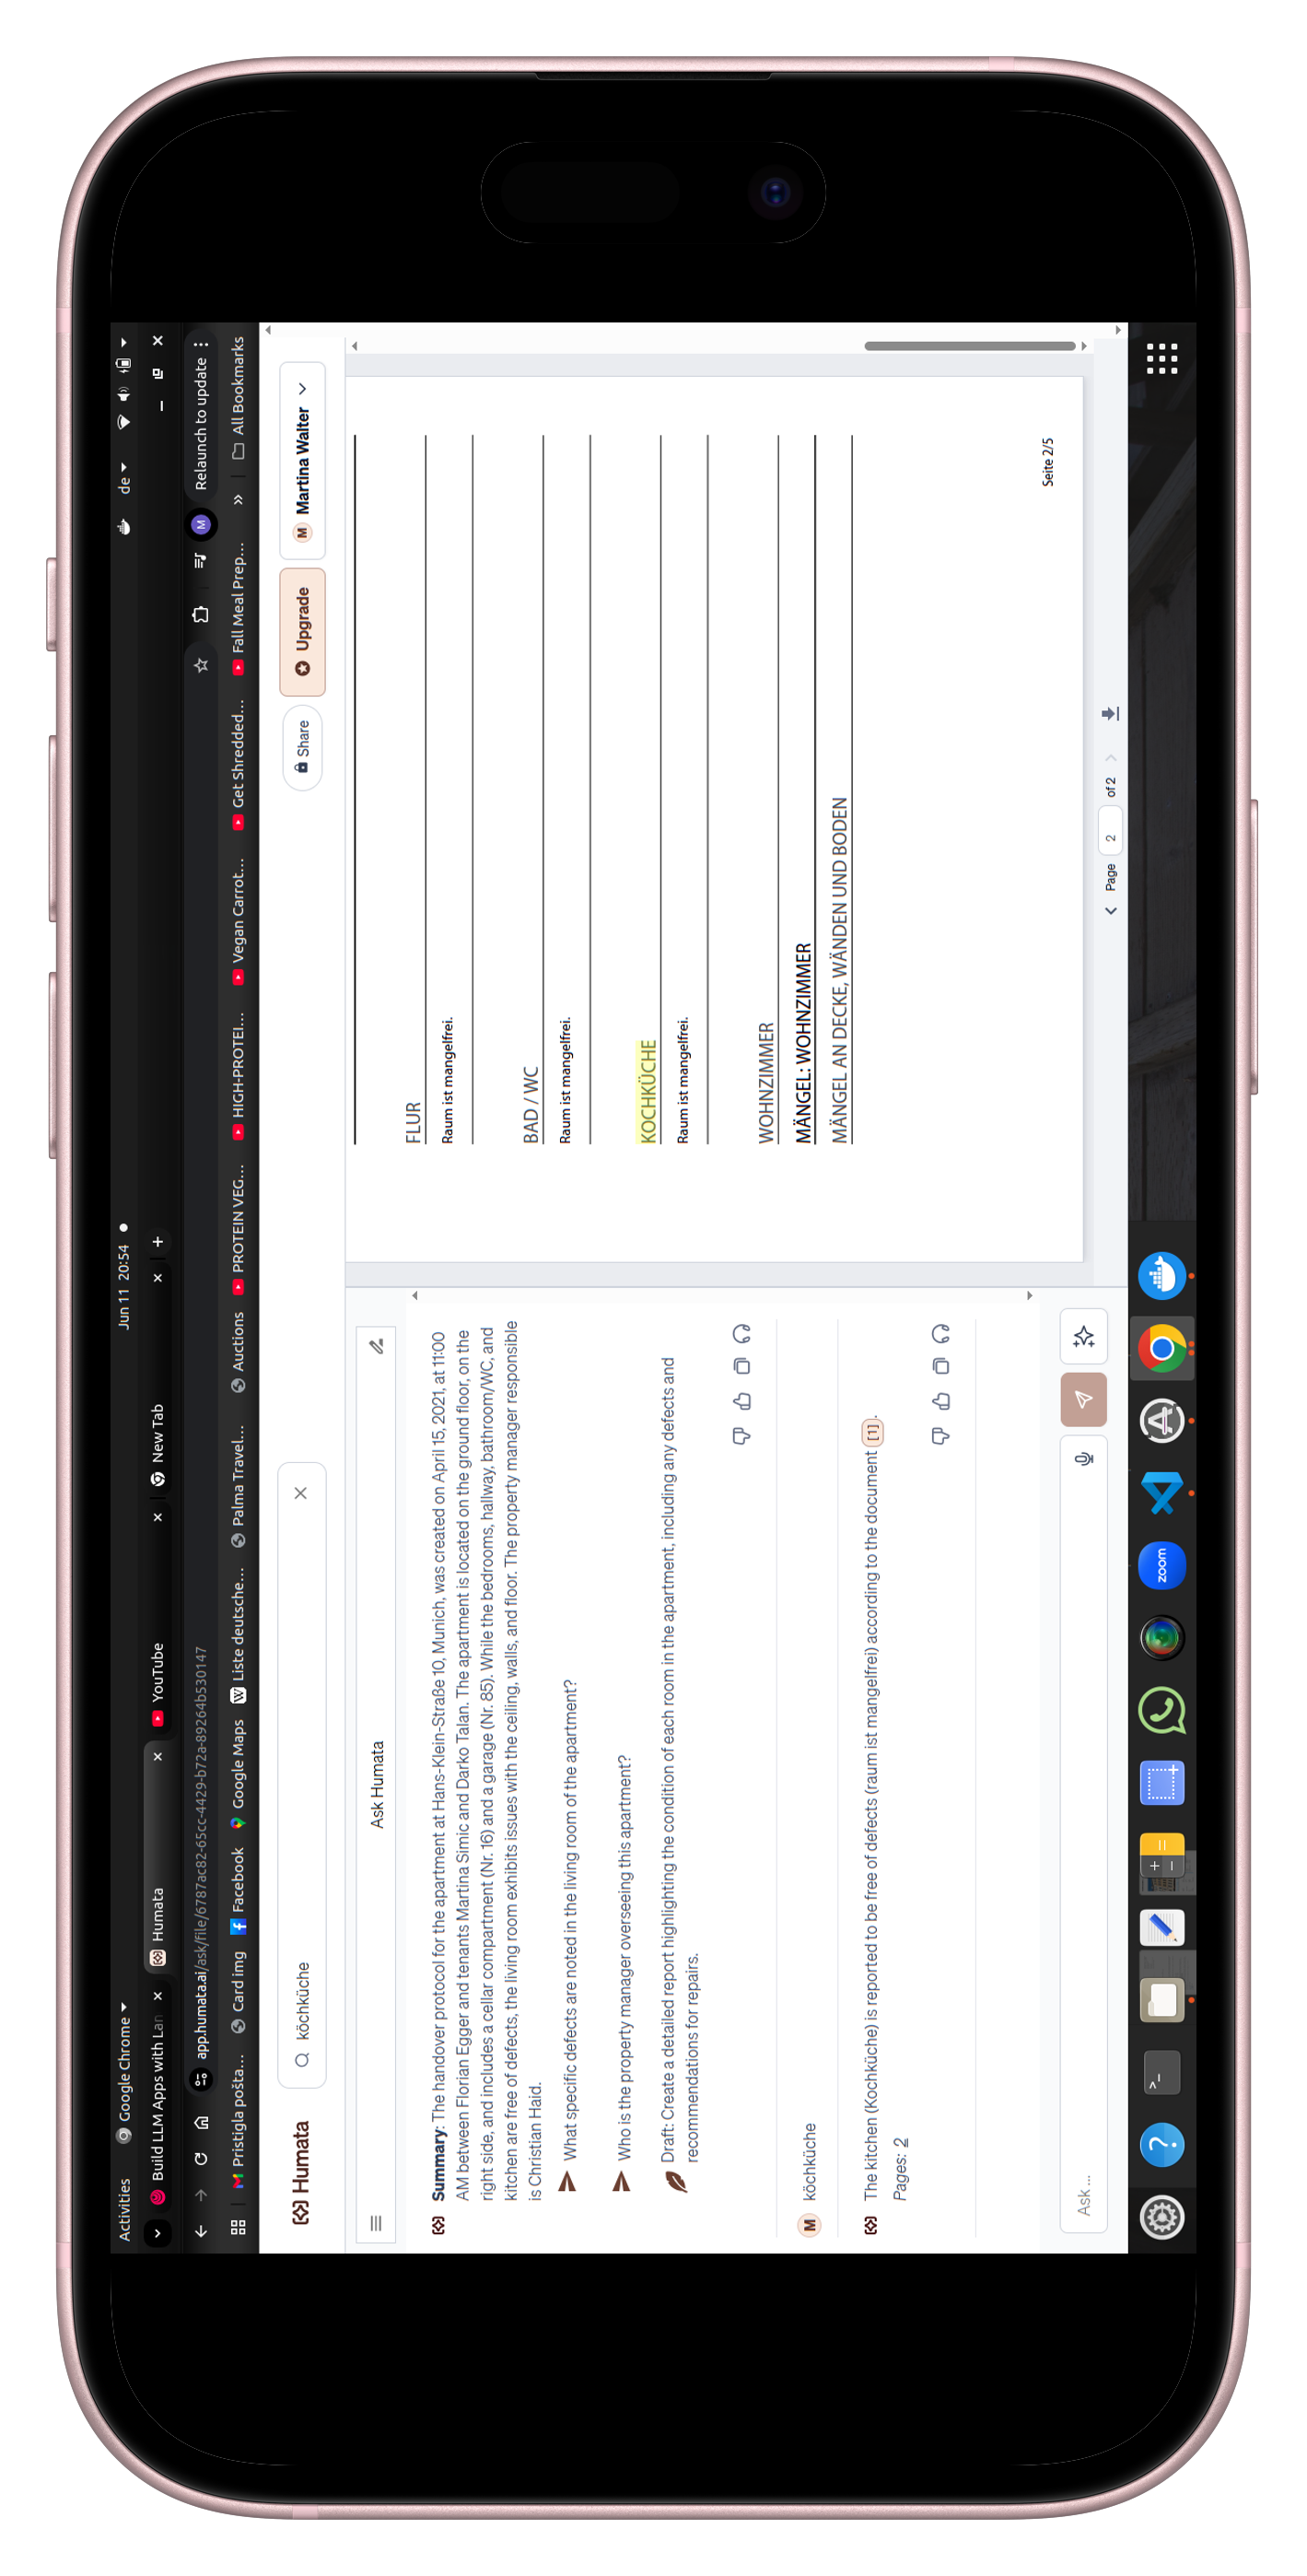 Activities
Google Chrome
Jun 11 20:54
de
Build LLM Apps with Lan
Humata
YouTube
New Tab
app.humata.ai/ask/file/6787ac82-65cc-4429-b72a-89264b530147
M
Relaunch to update
Pristigla pošta...
Card img
Facebook
Google Maps
Liste deutsche...
Palma Travel...
Auctions
PROTEIN VEG...
HIGH-PROTEI...
Vegan Carrot...
Get Shredded...
Fall Meal Prep...
»
All Bookmarks
Humata
köchküche
Share
Upgrade
M Martina Walter
Ask Humata
Summary: The handover protocol for the apartment at Hans-Klein-Straße 10, Munich, was created on April 15, 2021, at 11:00
AM between Florian Egger and tenants Martina Simic and Darko Talan. The apartment is located on the ground floor, on the
right side, and includes a cellar compartment (Nr. 16) and a garage (Nr. 85). While the bedrooms, hallway, bathroom/WC, and
kitchen are free of defects, the living room exhibits issues with the ceiling, walls, and floor. The property manager responsible
is Christian Haid.
What specific defects are noted in the living room of the apartment?
Who is the property manager overseeing this apartment?
Draft: Create a detailed report highlighting the condition of each room in the apartment, including any defects and
recommendations for repairs.
M köchküche
The kitchen (Kochküche) is reported to be free of defects (raum ist mangelfrei) according to the document [1].
Pages: 2
Ask ...
FLUR
Raum ist mangelfrei.
BAD / WC
Raum ist mangelfrei.
KOCHKÜCHE
Raum ist mangelfrei.
WOHNZIMMER
MÄNGEL: WOHNZIMMER
MÄNGEL AN DECKE, WÄNDEN UND BODEN
Seite 2/5
Page 2 of 2
zoom